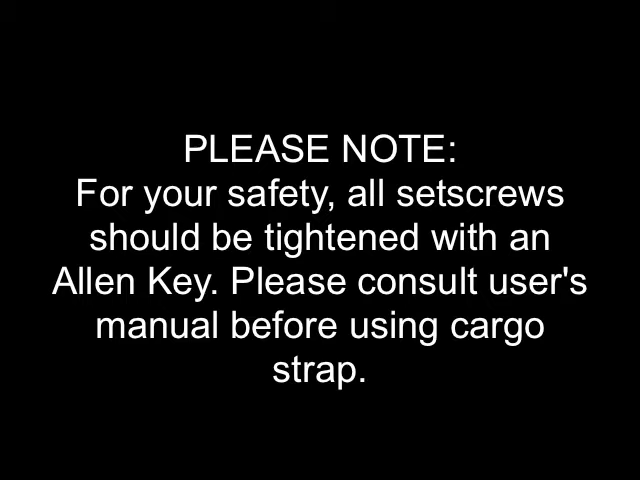 PLEASE NOTE:
For your safety, all setscrews
should be tightened with an
Allen Key. Please consult user's
manual before using cargo
strap.